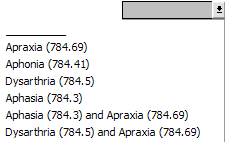 Apraxia (784.69)
Aphonia (784.41)
Dysarthria (784.5)
Aphasia (784.3)
Aphasia (784.3) and Apraxia (784.69)
Dysarthria (784.5) and Apraxia (784.69)